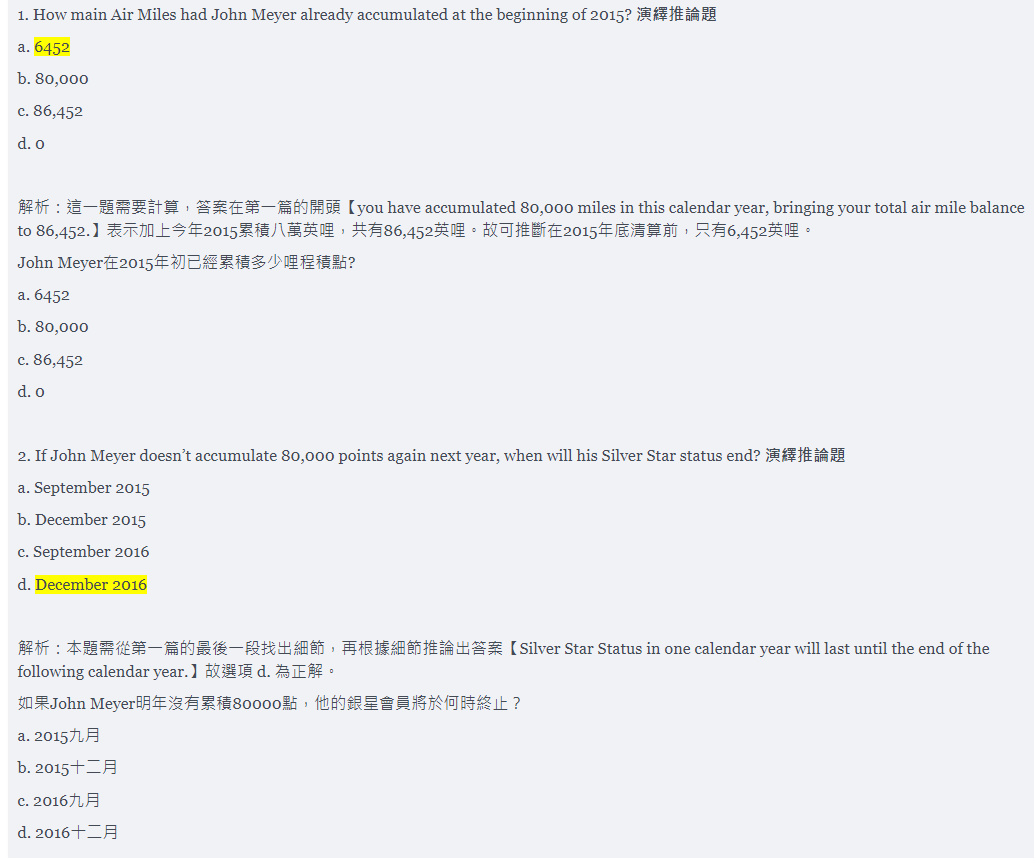 1. How main Air Miles had John Meyer already accumulated at the beginning of 2015? 演繹推論題
a. 6452
b. 80,000
c. 86,452
d. 0
解析：這一題需要計算，答案在第一篇的開頭【you have accumulated 80,000 miles in this calendar year, bringing your total air mile balance
to 86,452.】表示加上今年2015累積八萬英哩，共有86,452英哩。故可推斷在2015年底清算前，只有6,452英哩。
John Meyer在2015年初已經累積多少哩程積點?
a. 6452
b. 80,000
c. 86,452
d. 0
2. If John Meyer doesn’t accumulate 80,000 points again next year, when will his Silver Star status end? 演繹推論題
a. September 2015
b. December 2015
c. September 2016
d. December 2016
解析：本題需從第一篇的最後一段找出細節，再根據細節推論出答案【Silver Star Status in one calendar year will last until the end of the
following calendar year.】故選項 d. 為正解。
如果John Meyer明年沒有累積80000點，他的銀星會員將於何時終止？
a. 2015九月
b. 2015十二月
c. 2016九月
d. 2016十二月